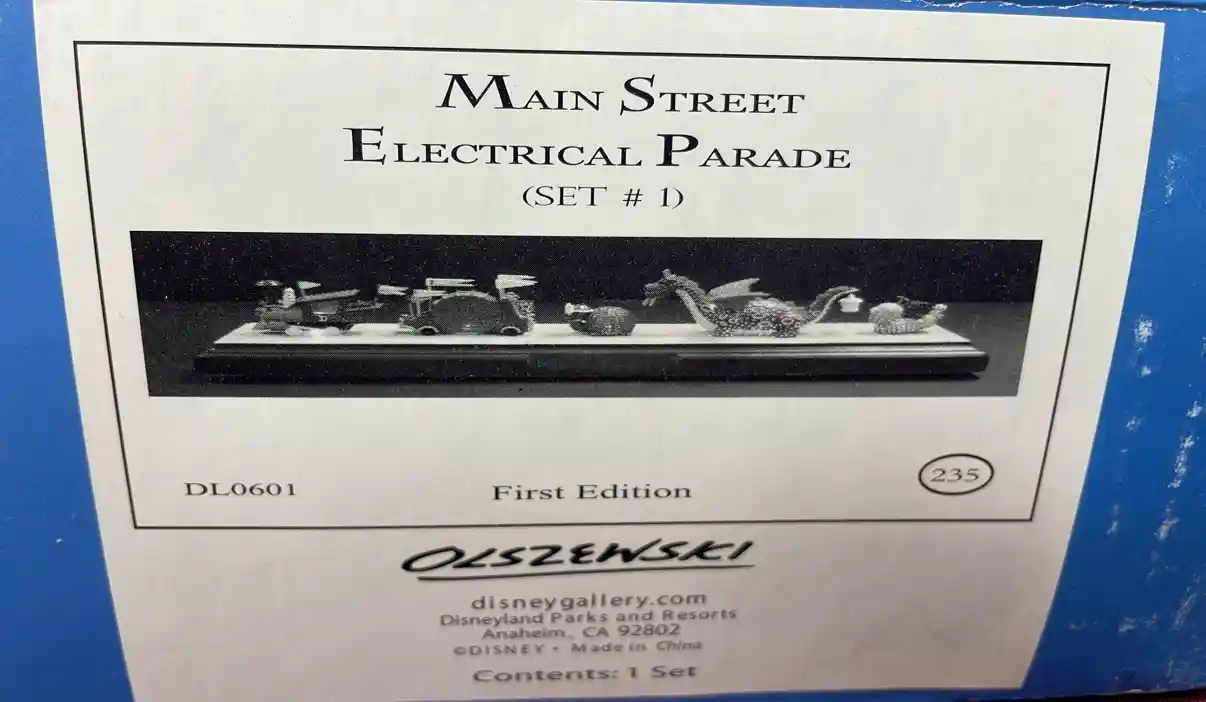 MAIN STREET
ELECTRICAL PARADE
(SET # 1)
DL0601
First Edition
235
OLSZEWSKI
disneygallery.com
Disneyland Parks and Resorts
Anaheim, CA 92802
©DISNEY • Made in China
Contents: 1 Set